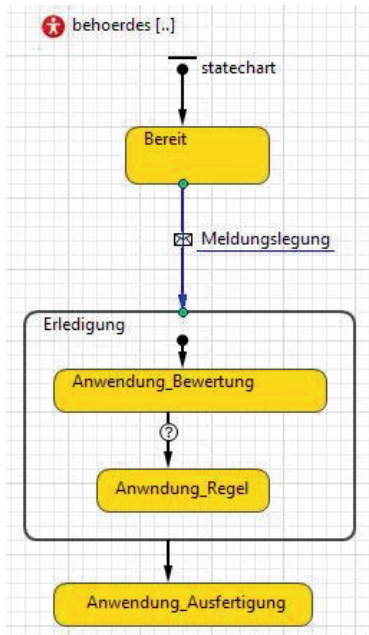 behoerdes [..]
statechart
Bereit
Meldungslegung
Erledigung
Anwendung_Bewertung
?
Anwndung_Regel
Anwendung_Ausfertigung